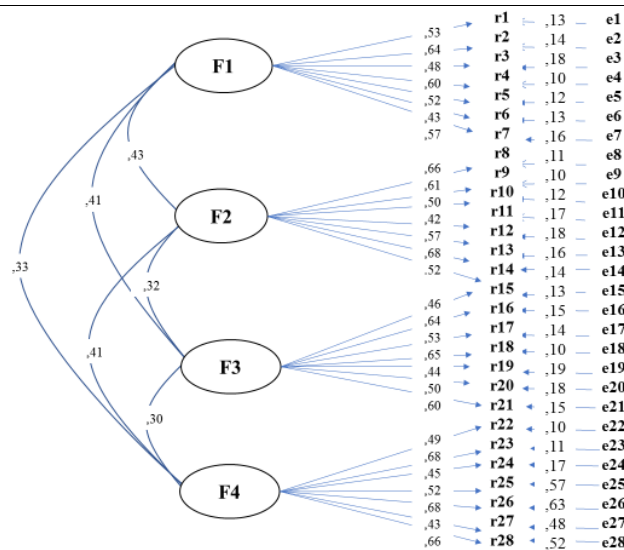 r1 ,13 e1
,53 r2 ,14 e2
,64 r3 ,18 e3
,48 F1 r4 ,10 e4
,60 r5 ,12 e5
,52 r6 ,13 e6
,43 r7 ,16 e7
,57 r8 ,11 e8
,43 ,66 r9 ,10 e9
,61 r10 ,12 e10
,41 ,50 r11 ,17 e11
F2 ,42 r12 ,18 e12
,57 r13 ,16 e13
,68 r14 ,14 e14
,33 .52 r15 ,13 e15
,32 ,46 r16 ,15 e16
,64 r17 ,14 e17
,53 r18 ,10 e18
,41 F3 ,65 r19 ,19 e19
,44 r20 ,18 e20
,50 r21 ,15 e21
,60 r22 ,10 e22
,30 ,49 r23 ,11 e23
,68 r24 ,17 e24
,45 r25 ,57 e25
F4 ,52 r26 ,63 e26
,68 r27 ,48 e27
,43 r28 ,52 e28
,66